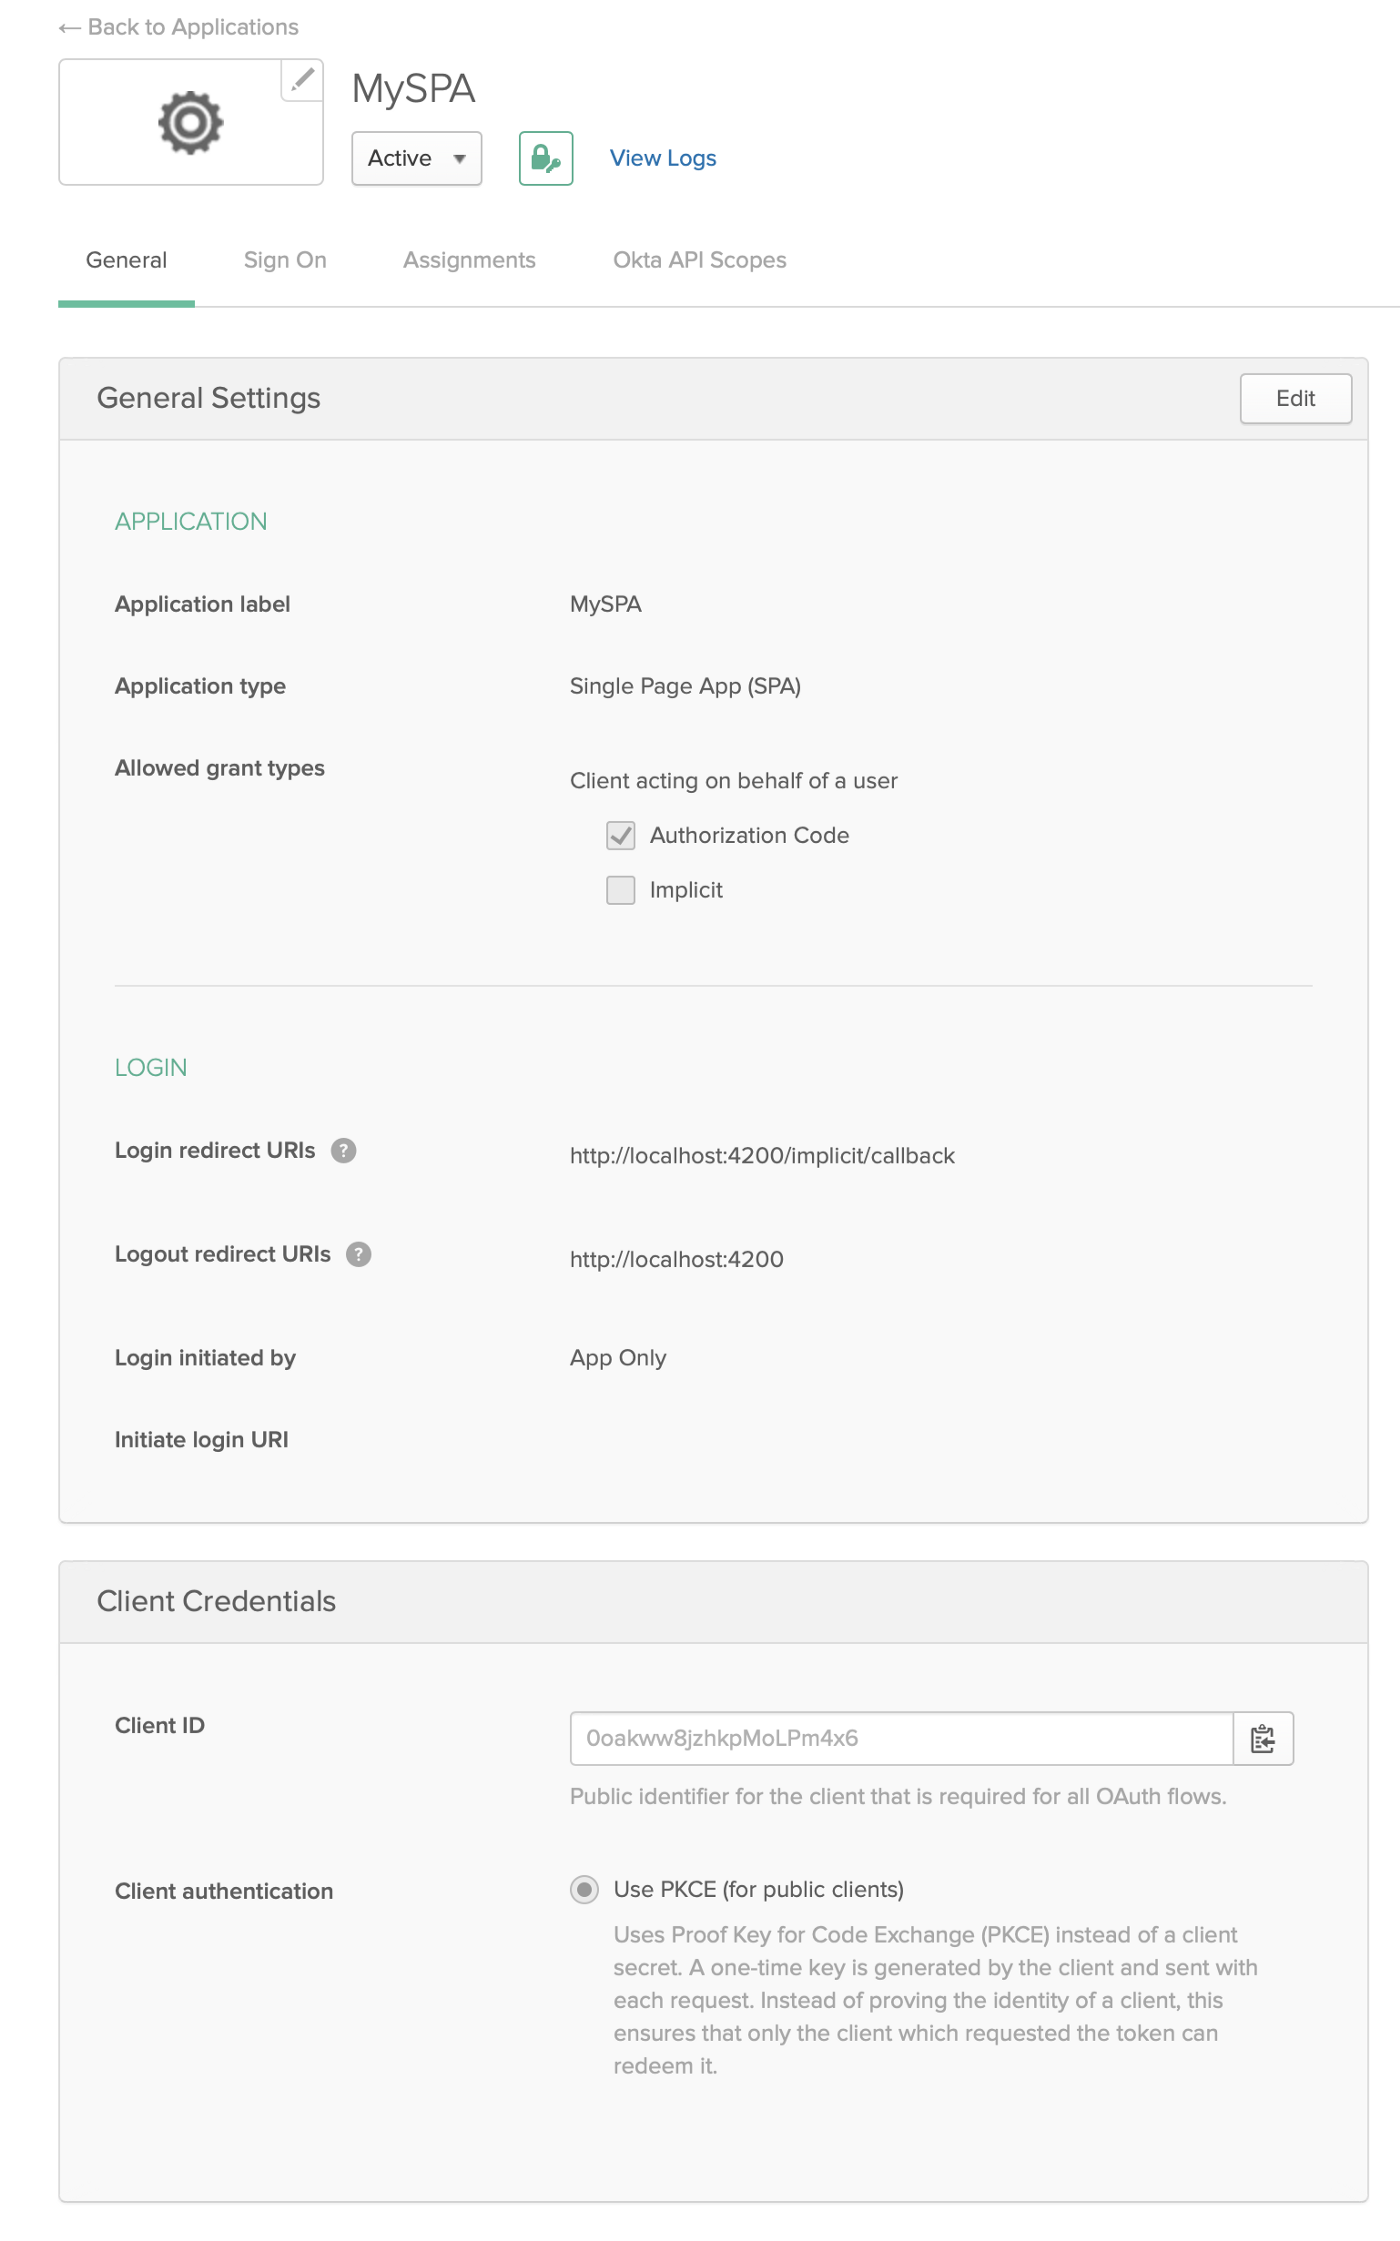 ← Back to Applications
MySPA
Active
View Logs
General
Sign On
Assignments
Okta API Scopes
General Settings
Edit
APPLICATION
Application label
MySPA
Application type
Single Page App (SPA)
Allowed grant types
Client acting on behalf of a user
Authorization Code
Implicit
LOGIN
Login redirect URIs ?
http://localhost:4200/implicit/callback
Logout redirect URIs ?
http://localhost:4200
Login initiated by
App Only
Initiate login URI
Client Credentials
Client ID
0oakww8jzhkpMoLPm4x6
Public identifier for the client that is required for all OAuth flows.
Client authentication
Use PKCE (for public clients)
Uses Proof Key for Code Exchange (PKCE) instead of a client
secret. A one-time key is generated by the client and sent with
each request. Instead of proving the identity of a client, this
ensures that only the client which requested the token can
redeem it.